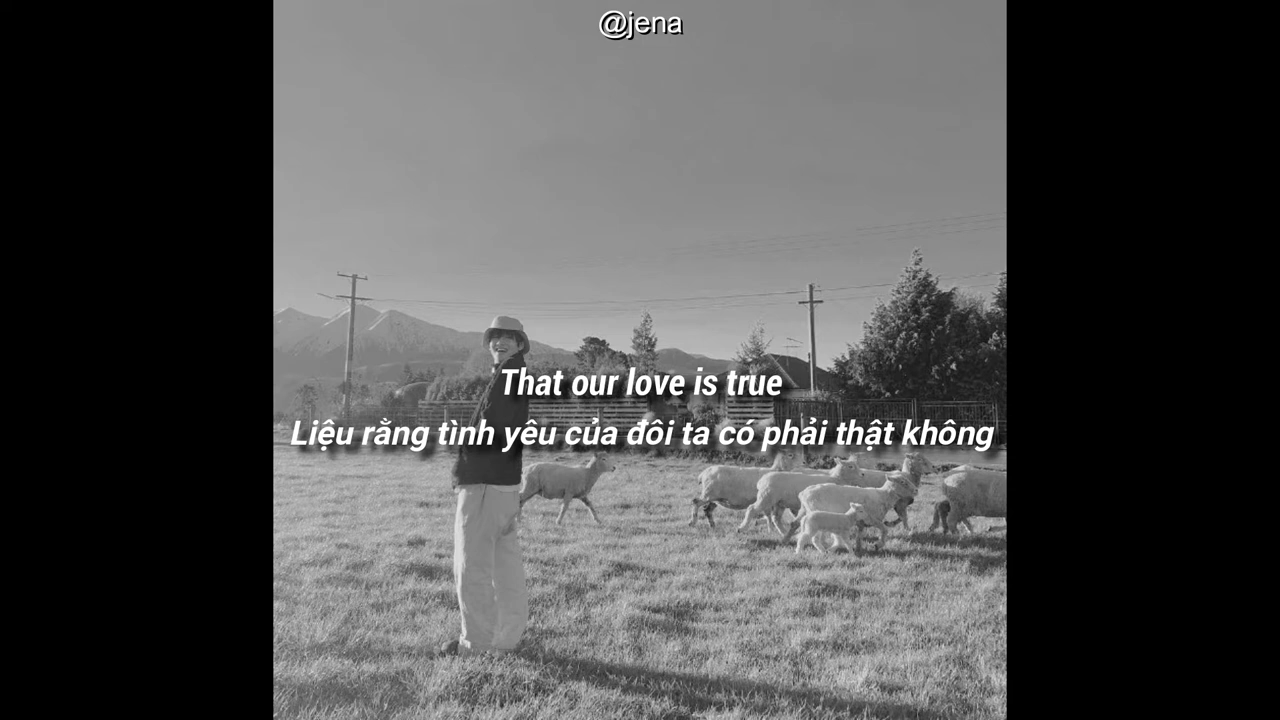 @jena
That our love is true
Liệu rằng tình yêu của đôi ta có phải thật không